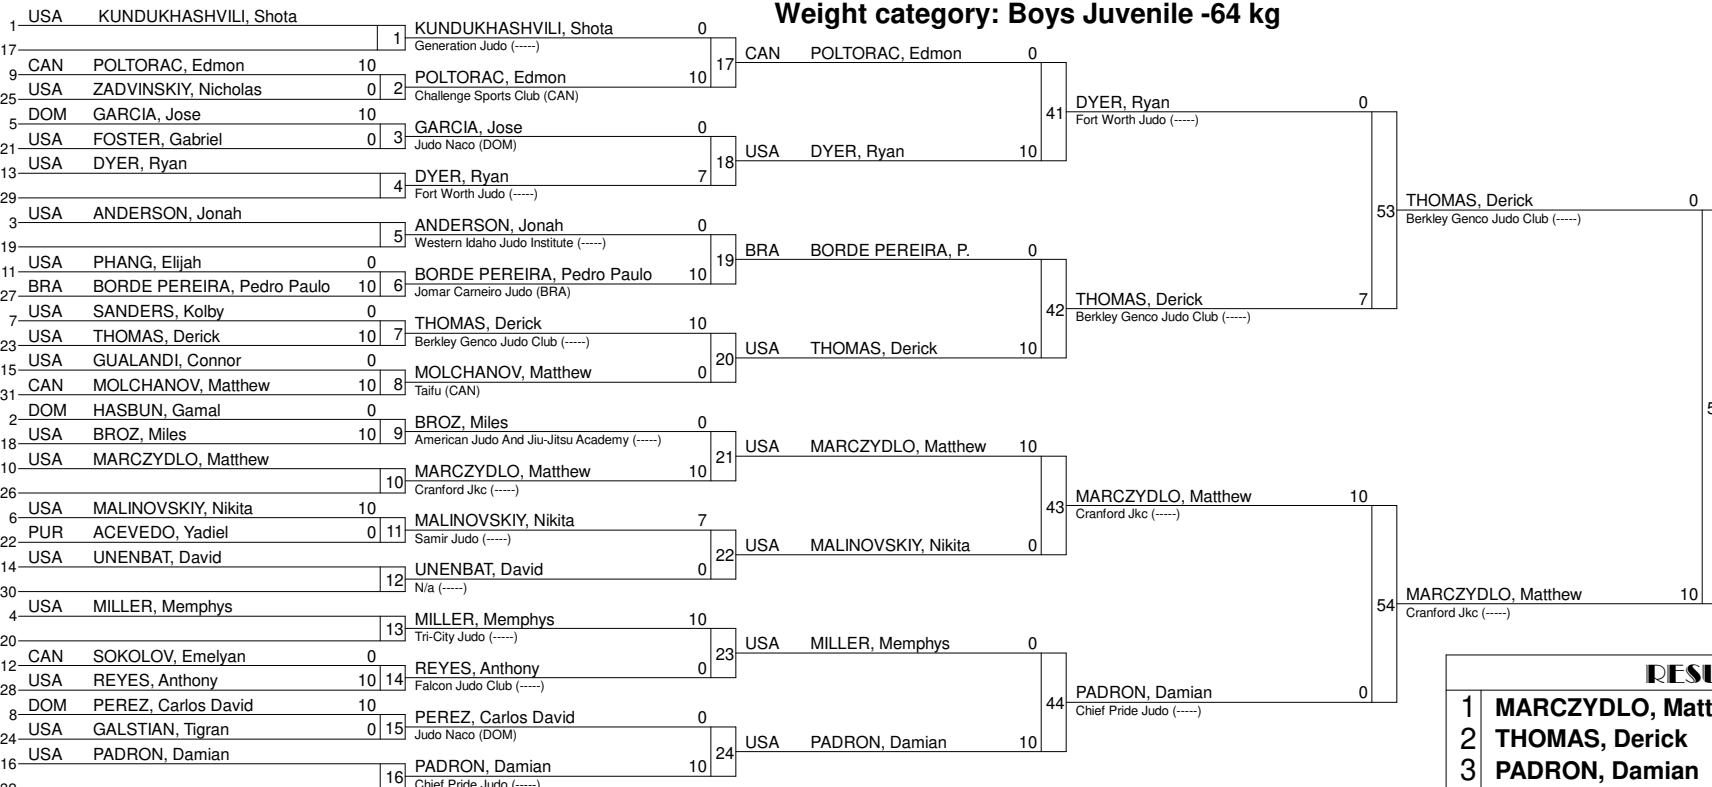 Weight category: Boys Juvenile -64 kg
1 USA KUNDUKHASHVILI, Shota
17
1
9 CAN POLTORAC, Edmon 10
25 USA ZADVINSKIY, Nicholas 0
2
5 DOM GARCIA, Jose 10
21 USA FOSTER, Gabriel 0
3
13 USA DYER, Ryan
29
4
3 USA ANDERSON, Jonah
19
5
11 USA PHANG, Elijah 0
27 BRA BORDE PEREIRA, Pedro Paulo 10
6
7 USA SANDERS, Kolby 0
23 USA THOMAS, Derick 10
7
15 USA GUALANDI, Connor 0
31 CAN MOLCHANOV, Matthew 10
8
2 DOM HASBUN, Gamal 0
18 USA BROZ, Miles 10
9
10 USA MARCZYDLO, Matthew
26
10
6 USA MALINOVSKIY, Nikita 10
22 PUR ACEVEDO, Yadiel 0
11
14 USA UNENBAT, David
30
12
4 USA MILLER, Memphys
20
13
12 CAN SOKOLOV, Emelyan 0
28 USA REYES, Anthony 10
14
8 DOM PEREZ, Carlos David 10
24 USA GALSTIAN, Tigran 0
15
16 USA PADRON, Damian
16
KUNDUKHASHVILI, Shota 0
Generation Judo (-----)
17
POLTORAC, Edmon 10
Challenge Sports Club (CAN)
GARCIA, Jose 0
Judo Naco (DOM)
18
DYER, Ryan 7
Fort Worth Judo (-----)
ANDERSON, Jonah 0
Western Idaho Judo Institute (-----)
19
BORDE PEREIRA, Pedro Paulo 10
Jomar Carneiro Judo (BRA)
THOMAS, Derick 10
Berkley Genco Judo Club (-----)
20
MOLCHANOV, Matthew 0
Taifu (CAN)
BROZ, Miles 0
American Judo And Jiu-Jitsu Academy (-----)
21
MARCZYDLO, Matthew 10
Cranford Jkc (-----)
MALINOVSKIY, Nikita 7
Samir Judo (-----)
22
UNENBAT, David 0
N/a (-----)
MILLER, Memphys 10
Tri-City Judo (-----)
23
REYES, Anthony 0
Falcon Judo Club (-----)
PEREZ, Carlos David 0
Judo Naco (DOM)
24
PADRON, Damian 10
Chief Pride Judo (-----)
CAN POLTORAC, Edmon 0
41
USA DYER, Ryan 10
BRA BORDE PEREIRA, P. 0
42
USA THOMAS, Derick 10
USA MARCZYDLO, Matthew 10
43
USA MALINOVSKIY, Nikita 0
USA MILLER, Memphys 0
44
USA PADRON, Damian 10
DYER, Ryan 0
Fort Worth Judo (-----)
53
THOMAS, Derick 7
Berkley Genco Judo Club (-----)
MARCZYDLO, Matthew 10
Cranford Jkc (-----)
54
PADRON, Damian 0
Chief Pride Judo (-----)
THOMAS, Derick 0
Berkley Genco Judo Club (-----)
MARCZYDLO, Matthew 10
Cranford Jkc (-----)
1 MARCZYDLO, Matt
2 THOMAS, Derick
3 PADRON, Damian